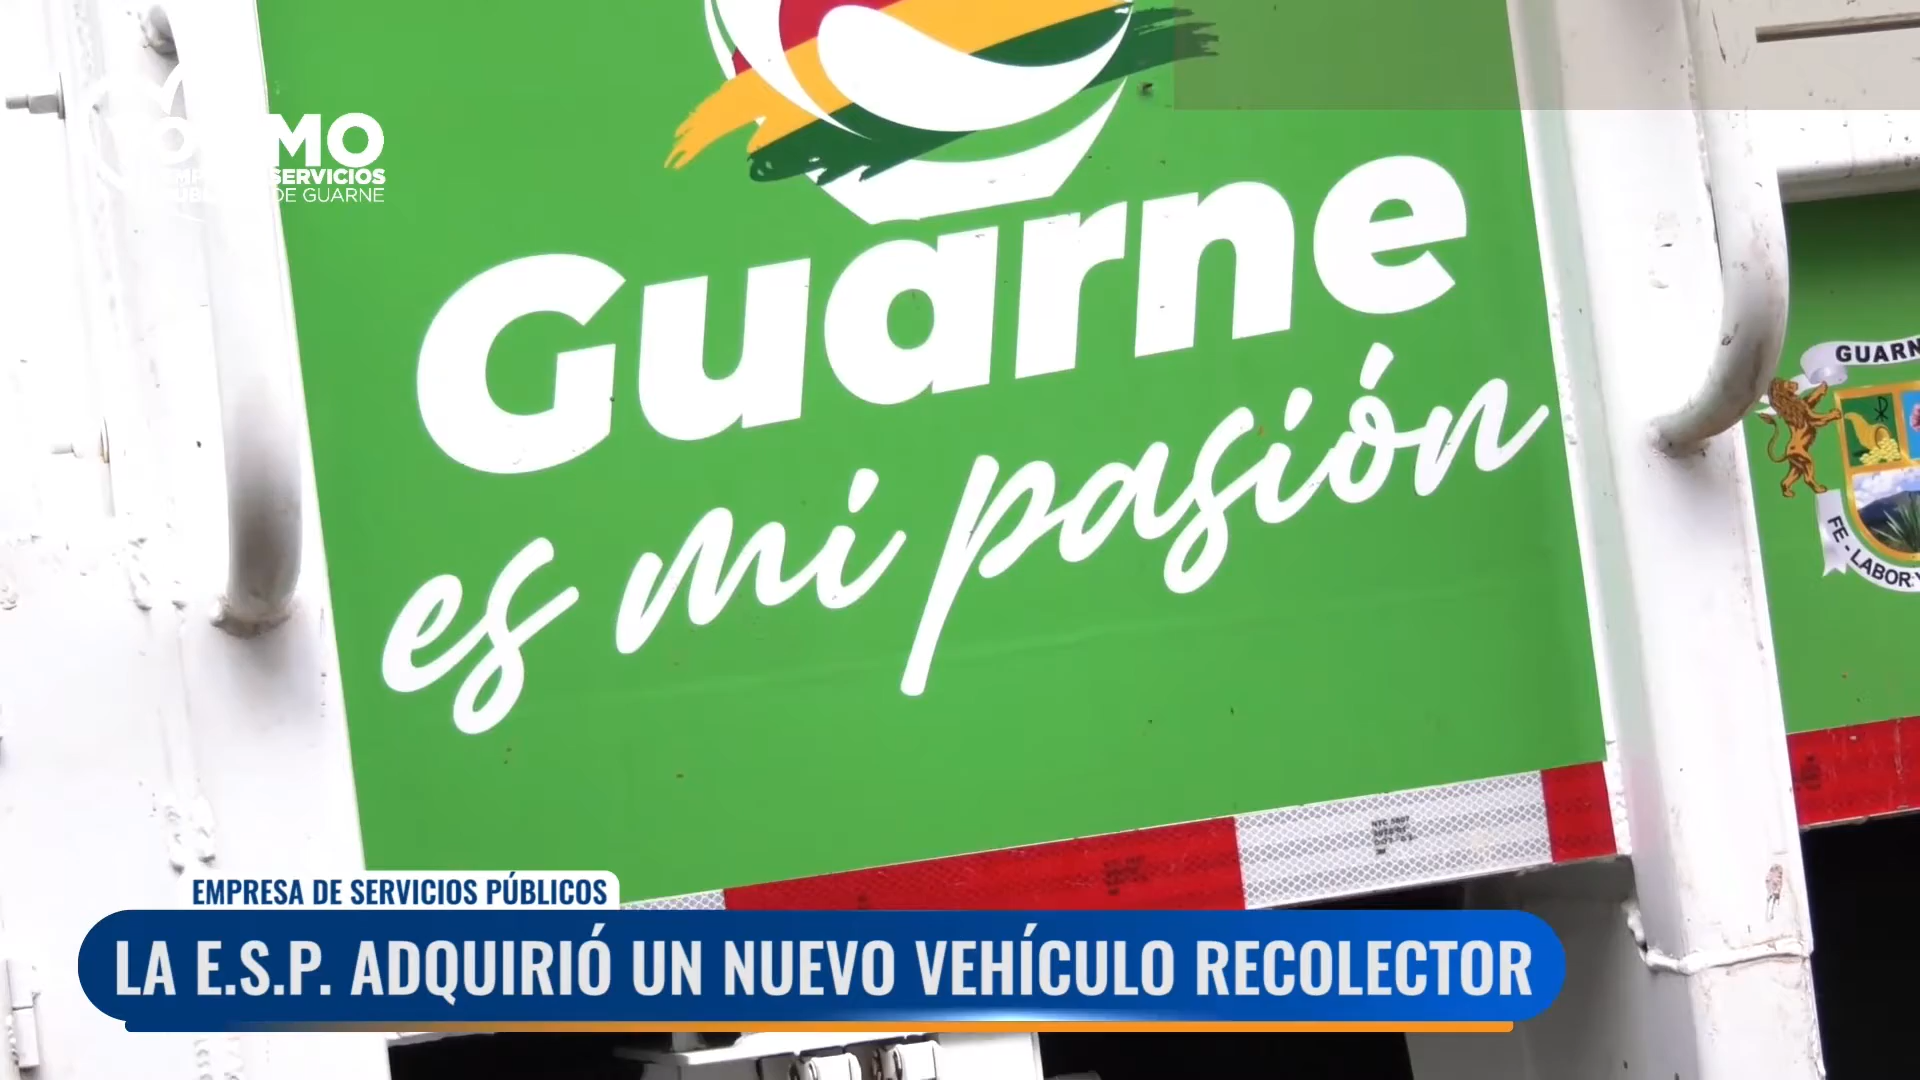 MO
SERVICIOS
DE GUARNE
Guarne
es mi pasión
GUARN
FE - LABOR Y
EMPRESA DE SERVICIOS PÚBLICOS
LA E.S.P. ADQUIRIÓ UN NUEVO VEHÍCULO RECOLECTOR